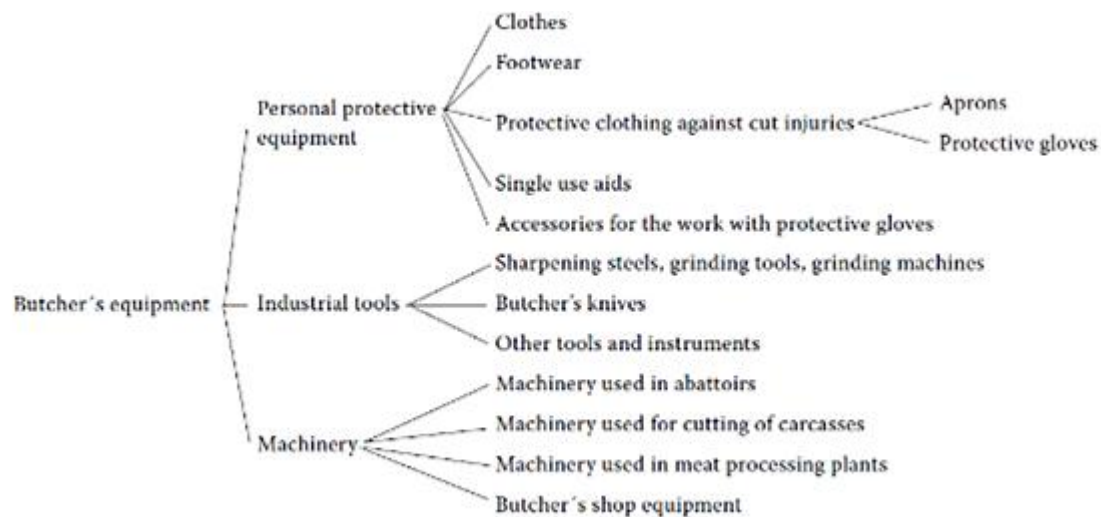 Clothes
Footwear
Personal protective
equipment
Protective clothing against cut injuries
Aprons
Protective gloves
Single use aids
Accessories for the work with protective gloves
Butcher´s equipment
Industrial tools
Sharpening steels, grinding tools, grinding machines
Butcher's knives
Other tools and instruments
Machinery
Machinery used in abattoirs
Machinery used for cutting of carcasses
Machinery used in meat processing plants
Butcher´s shop equipment